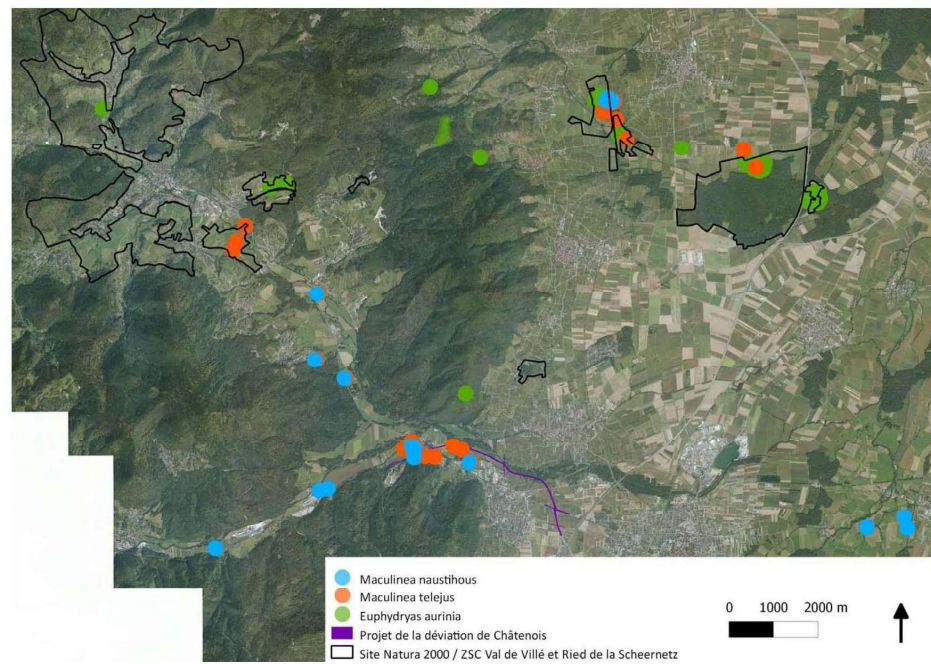 Maculinea naustihous
Maculinea telejus
Euphydryas aurinia
Projet de la déviation de Châtenois
Site Natura 2000 / ZSC Val de Villé et Ried de la Scheernetz
0 1000 2000 m